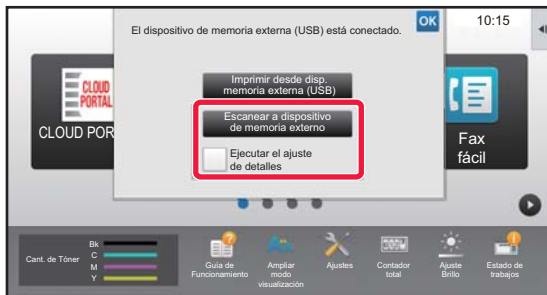 El dispositivo de memoria externa (USB) está conectado.
OK
10:15
Imprimir desde disp.
memoria externa (USB)
Escanear a dispositivo
de memoria externo
Ejecutar el ajuste
de detalles
CLOUD
PORTAL
CLOUD POR
Fax
fácil
Cant. de Tóner
Bk
C
M
Y
Guía de
Funcionamiento
Ampliar
modo
visualización
Ajustes
Contador
total
Ajuste
Brillo
Estado de
trabajos